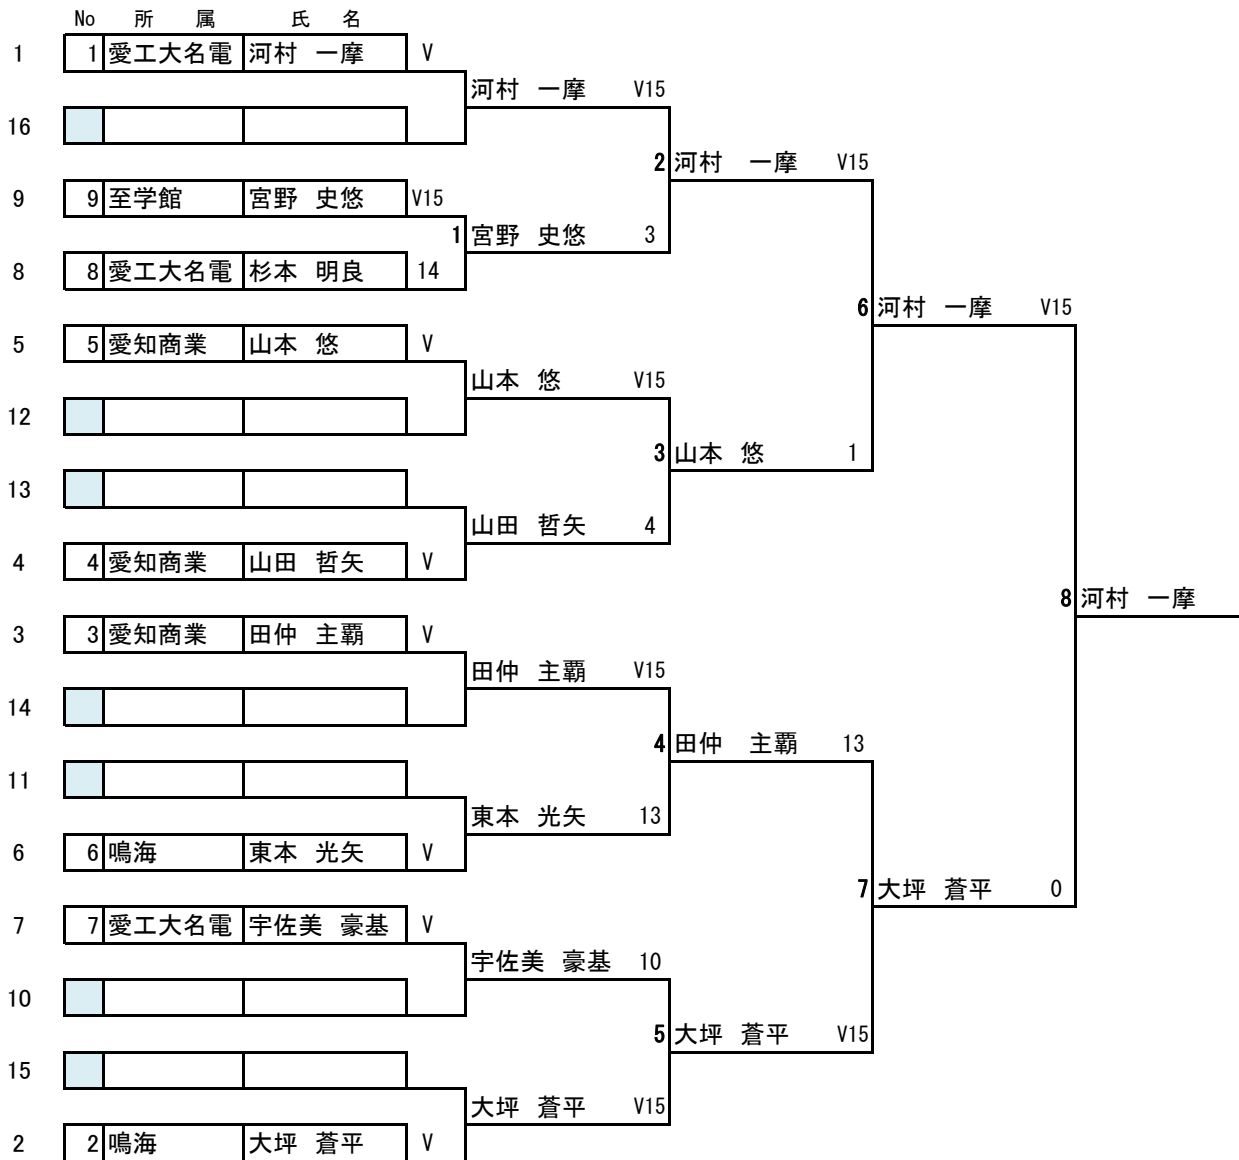 No 所 属 氏 名
1 1 愛工大名電 河村 一摩 V
河村 一摩 V15
16
2 河村 一摩 V15
9 9 至学館 宮野 史悠 V15
1 宮野 史悠 3
8 8 愛工大名電 杉本 明良 14
6 河村 一摩 V15
5 5 愛知商業 山本 悠 V
山本 悠 V15
12
3 山本 悠 1
13
山田 哲矢 4
4 4 愛知商業 山田 哲矢 V
8 河村 一摩
3 3 愛知商業 田仲 主覇 V
田仲 主覇 V15
14
4 田仲 主覇 13
11
東本 光矢 13
6 6 鳴海 東本 光矢 V
7 大坪 蒼平 0
7 7 愛工大名電 宇佐美 豪基 V
宇佐美 豪基 10
10
5 大坪 蒼平 V15
15
大坪 蒼平 V15
2 2 鳴海 大坪 蒼平 V